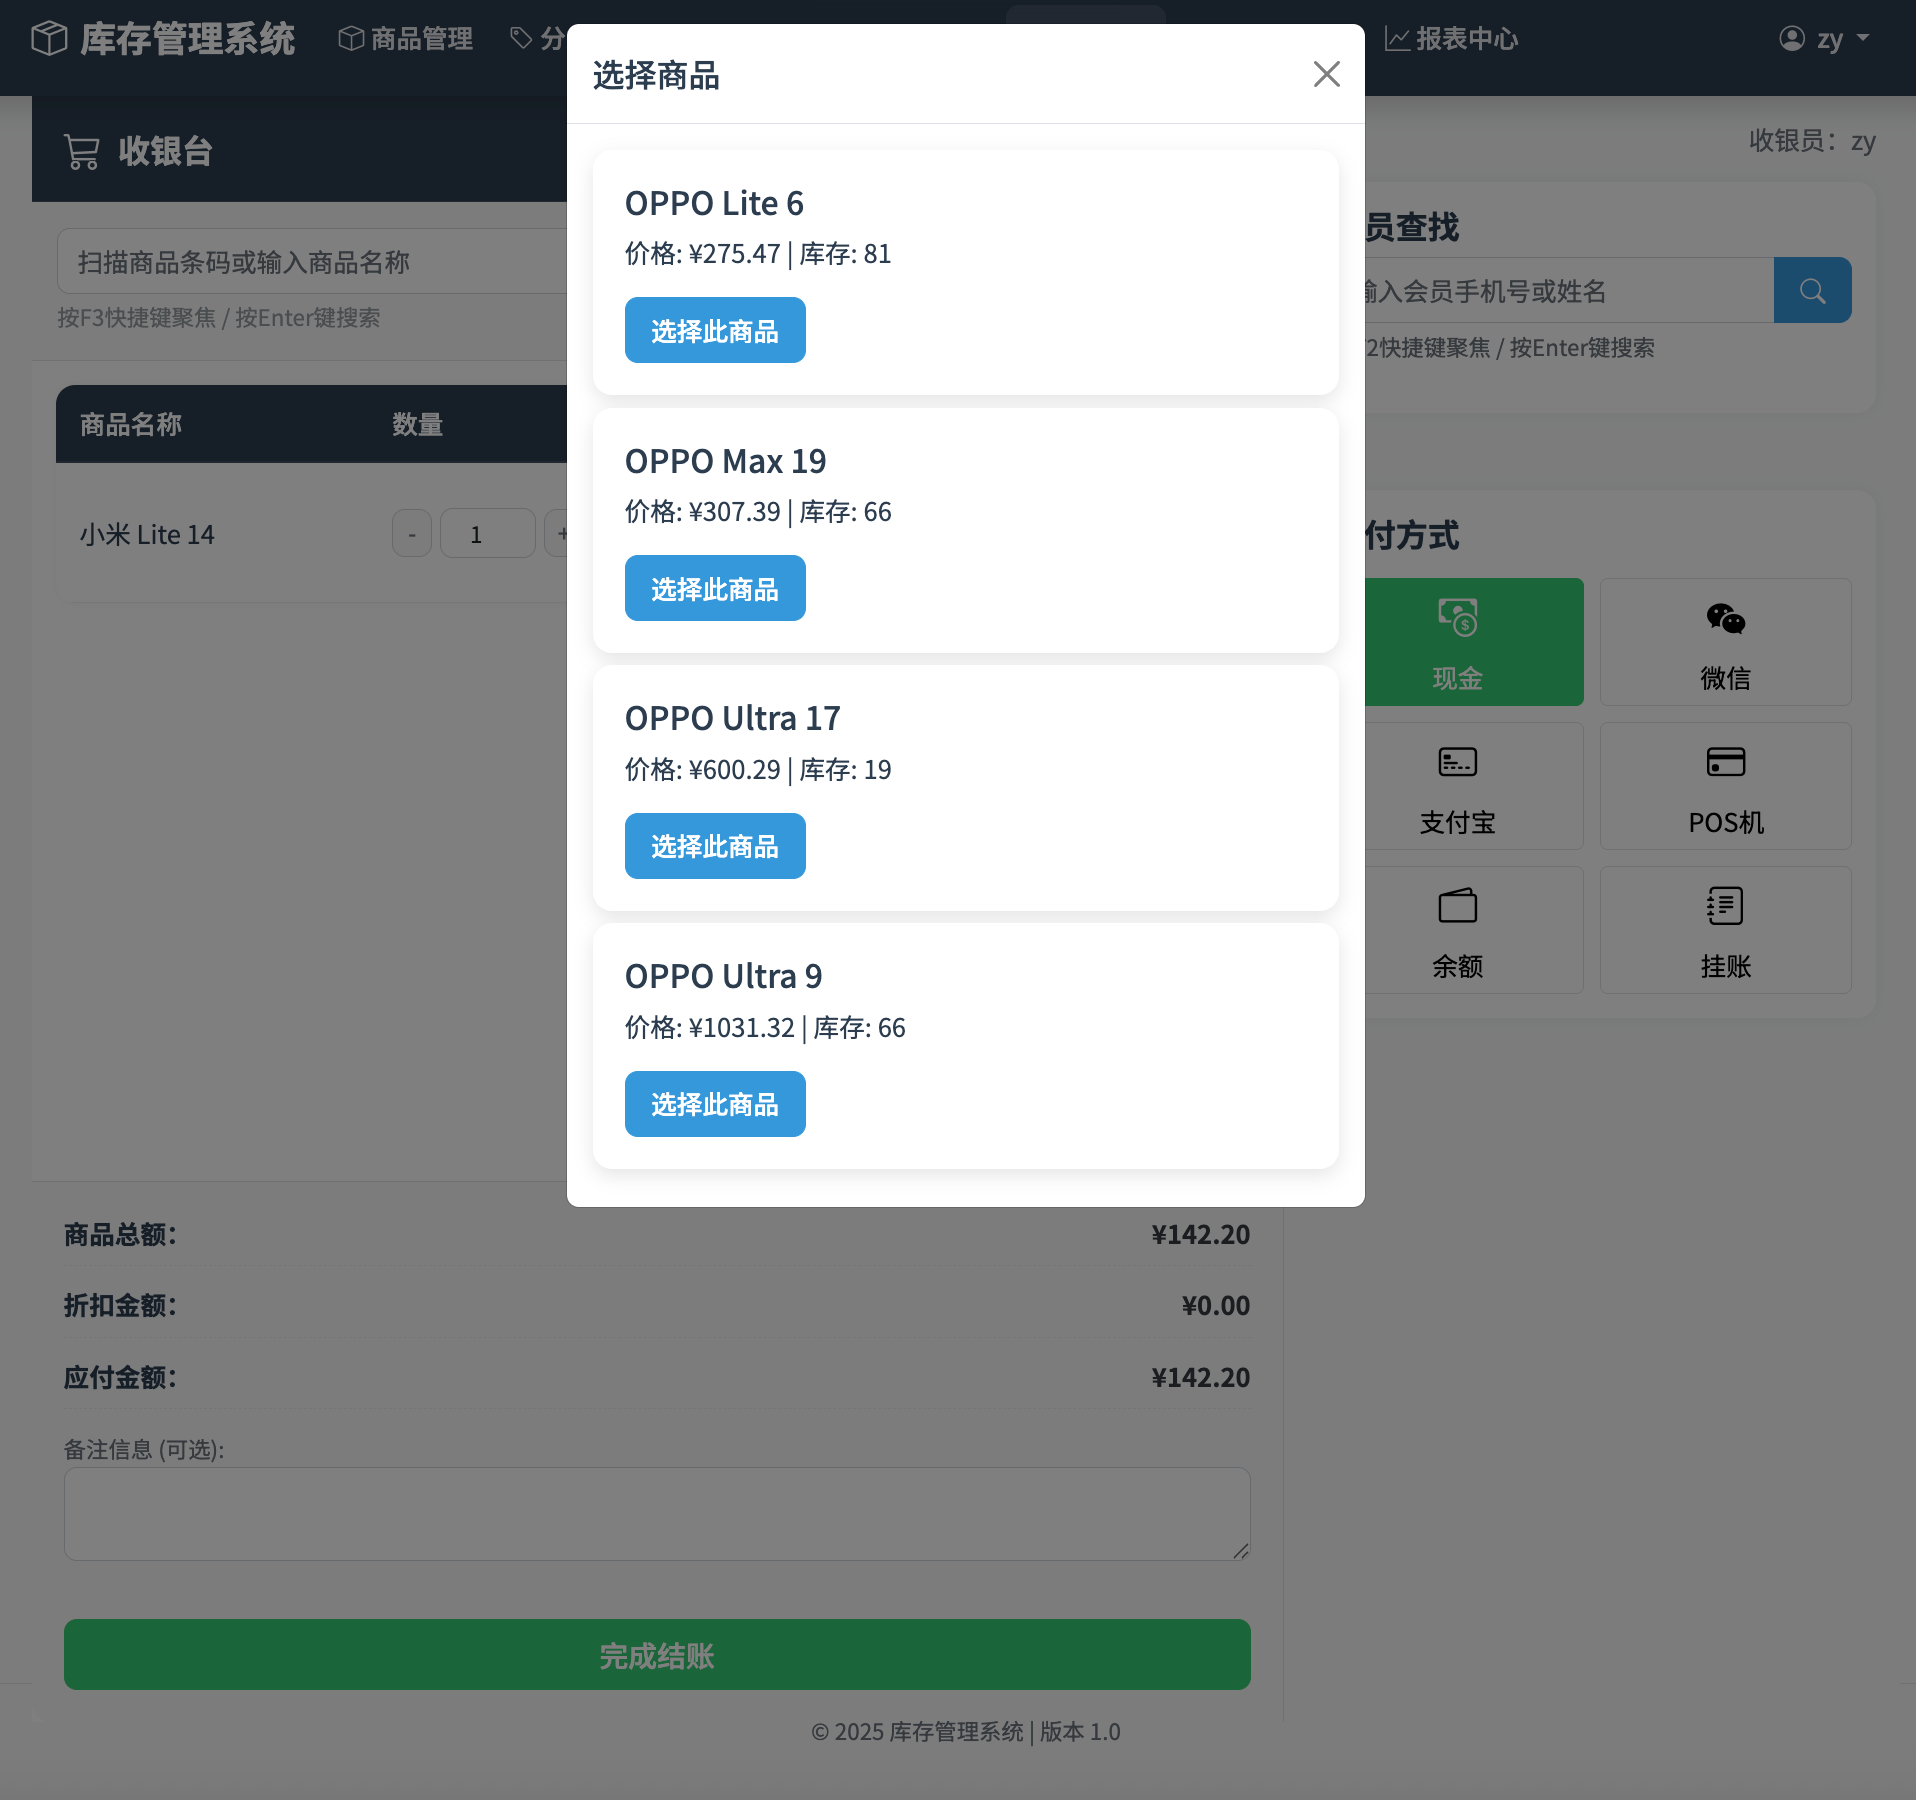 库存管理系统
商品管理
分
报表中心
zy
收银台
收银员：zy
扫描商品条码或输入商品名称
按F3快捷键聚焦 / 按Enter键搜索
商品名称
数量
小米 Lite 14
-
1
+
选择商品
OPPO Lite 6
价格: ¥275.47 | 库存: 81
选择此商品
OPPO Max 19
价格: ¥307.39 | 库存: 66
选择此商品
OPPO Ultra 17
价格: ¥600.29 | 库存: 19
选择此商品
OPPO Ultra 9
价格: ¥1031.32 | 库存: 66
选择此商品
员查找
输入会员手机号或姓名
2快捷键聚焦 / 按Enter键搜索
付方式
现金
微信
支付宝
POS机
余额
挂账
商品总额：
¥142.20
折扣金额：
¥0.00
应付金额：
¥142.20
备注信息 (可选):
完成结账
© 2025 库存管理系统 | 版本 1.0